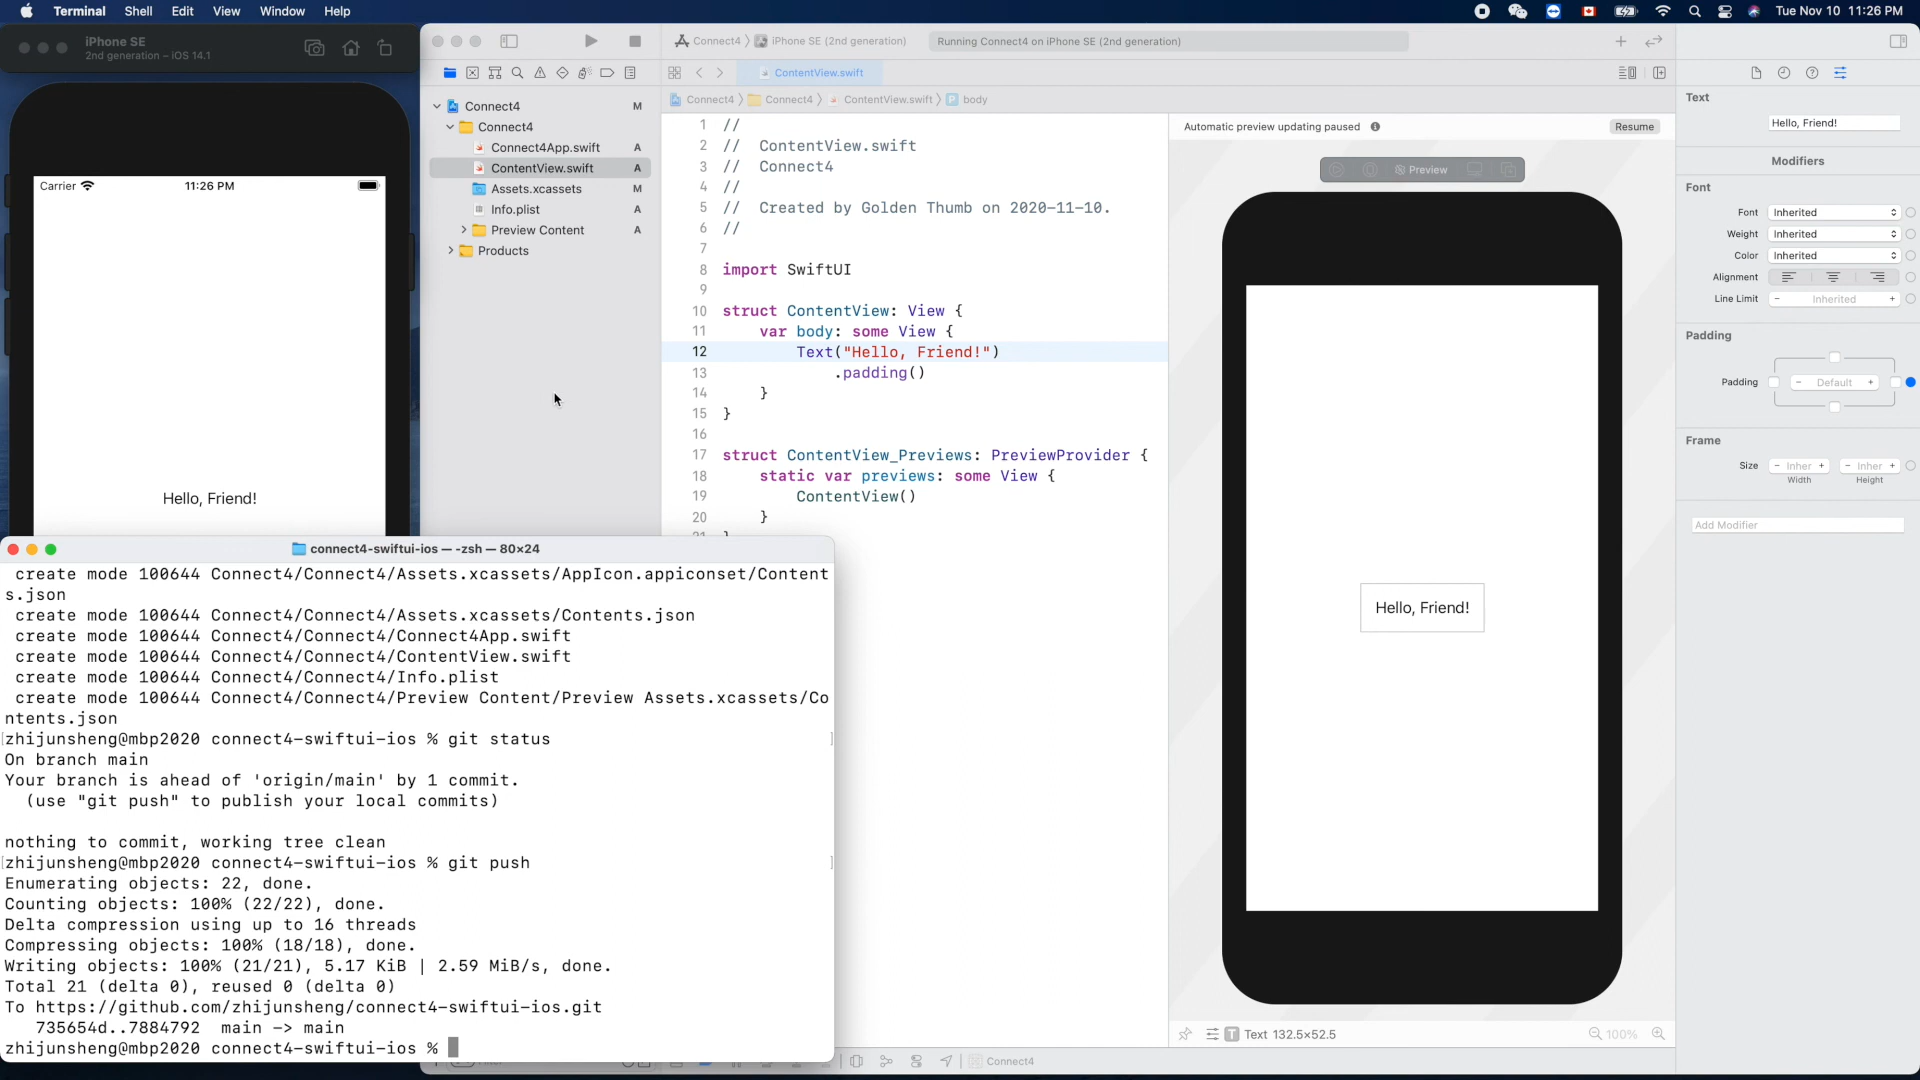 Terminal Shell Edit View Window Help
Tue Nov 10 11:26 PM
iPhone SE
2nd generation – iOS 14.1
Connect4 iPhone SE (2nd generation)
Running Connect4 on iPhone SE (2nd generation)
ContentView.swift
Connect4 Connect4 ContentView.swift body
Connect4 M
Connect4
Connect4App.swift A
ContentView.swift A
Assets.xcassets M
Info.plist A
Preview Content A
Products
Carrier
11:26 PM
Hello, Friend!
1 //
2 // ContentView.swift
3 // Connect4
4 //
5 // Created by Golden Thumb on 2020-11-10.
6 //
7
8 import SwiftUI
9
10 struct ContentView: View {
11 var body: some View {
12 Text("Hello, Friend!")
13 .padding()
14 }
15 }
16
17 struct ContentView_Previews: PreviewProvider {
18 static var previews: some View {
19 ContentView()
20 }
21 }
Automatic preview updating paused
Resume
Preview
Hello, Friend!
Text 132.5×52.5
100%
Text
Hello, Friend!
Modifiers
Font
Font Inherited
Weight Inherited
Color Inherited
Alignment
Line Limit - Inherited +
Padding
Padding - Default +
Frame
Size - Inher + - Inher +
Width Height
Add Modifier
connect4-swiftui-ios — -zsh — 80×24
create mode 100644 Connect4/Connect4/Assets.xcassets/AppIcon.appiconset/Content
s.json
create mode 100644 Connect4/Connect4/Assets.xcassets/Contents.json
create mode 100644 Connect4/Connect4/Connect4App.swift
create mode 100644 Connect4/Connect4/ContentView.swift
create mode 100644 Connect4/Connect4/Info.plist
create mode 100644 Connect4/Connect4/Preview Content/Preview Assets.xcassets/Co
ntents.json
[zhijunsheng@mbp2020 connect4-swiftui-ios % git status ]
On branch main
Your branch is ahead of 'origin/main' by 1 commit.
(use "git push" to publish your local commits)
nothing to commit, working tree clean
[zhijunsheng@mbp2020 connect4-swiftui-ios % git push ]
Enumerating objects: 22, done.
Counting objects: 100% (22/22), done.
Delta compression using up to 16 threads
Compressing objects: 100% (18/18), done.
Writing objects: 100% (21/21), 5.17 KiB | 2.59 MiB/s, done.
Total 21 (delta 0), reused 0 (delta 0)
To https://github.com/zhijunsheng/connect4-swiftui-ios.git
735654d..7884792 main -> main
zhijunsheng@mbp2020 connect4-swiftui-ios %
Connect4